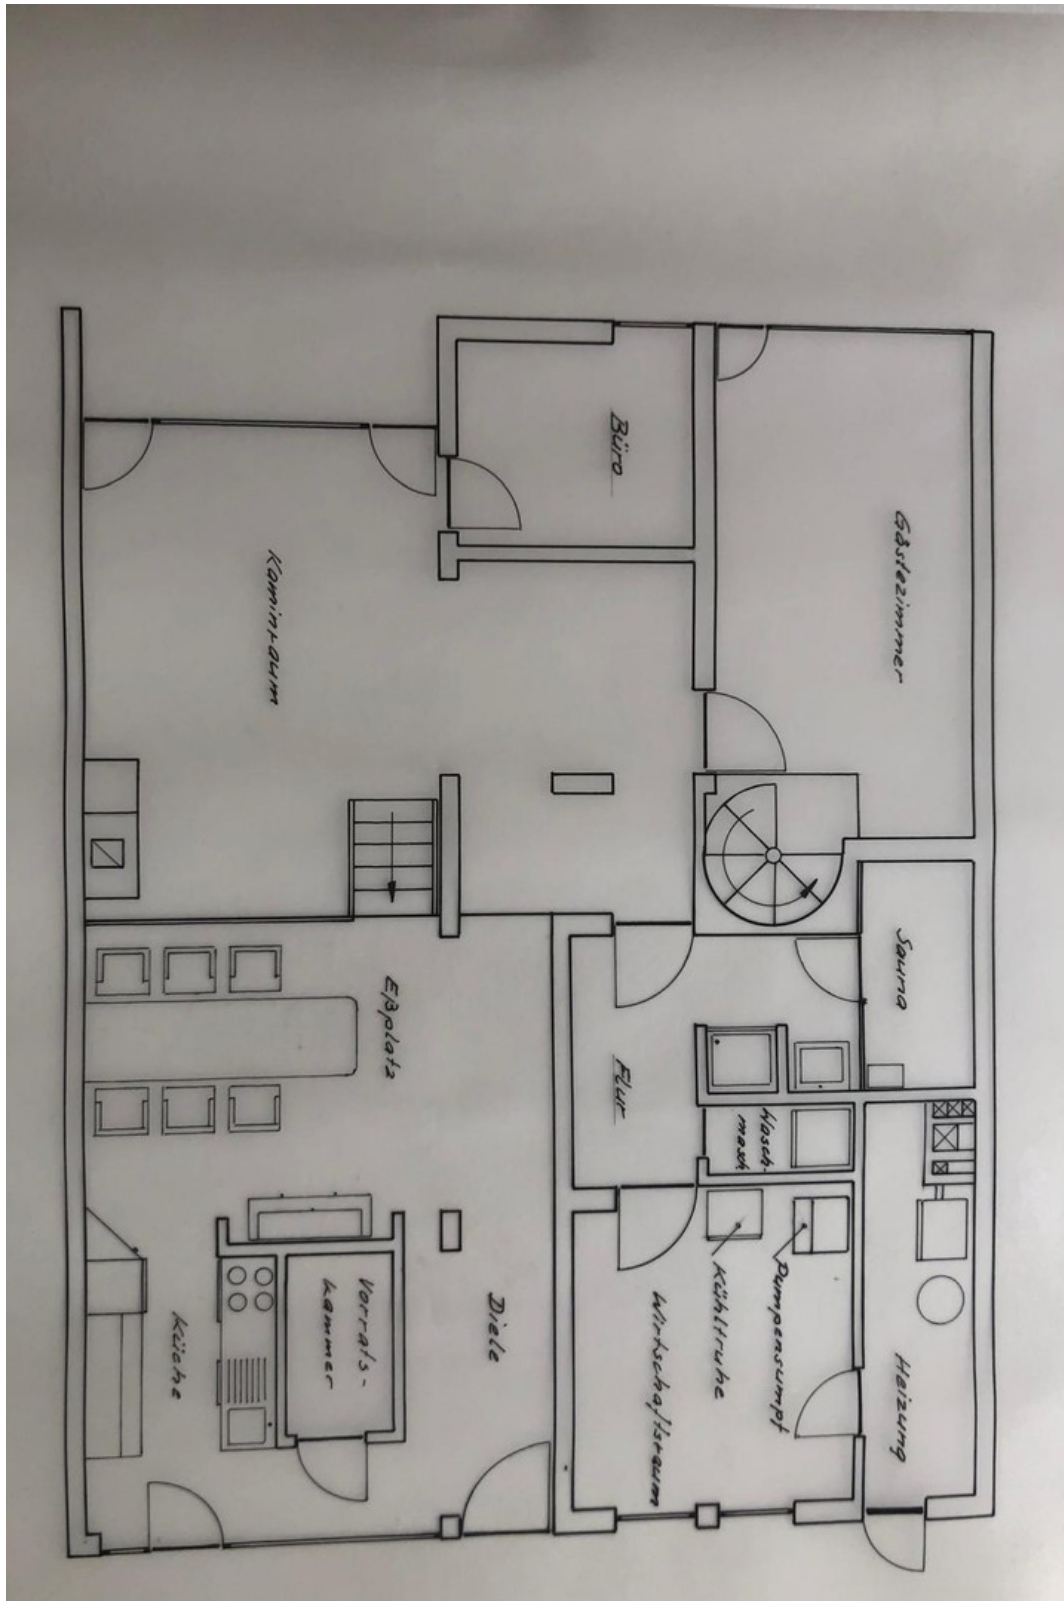 Gästezimmer
Büro
Kaminraum
Sauna
Eßplatz
Flur
Wasch-
masch.
Pumpensumpf
Kühltruhe
Heizung
Wirtschaftsraum
Diele
Vorrats-
kammer
Küche